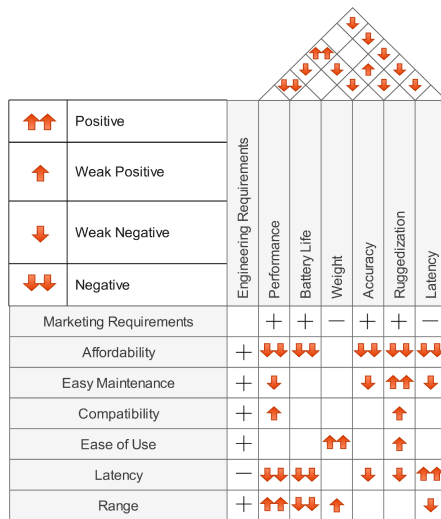 Positive
Weak Positive
Weak Negative
Negative
Engineering Requirements
Performance
Battery Life
Weight
Accuracy
Ruggedization
Latency
Marketing Requirements + + − + + −
Affordability +
Easy Maintenance +
Compatibility +
Ease of Use +
Latency −
Range +